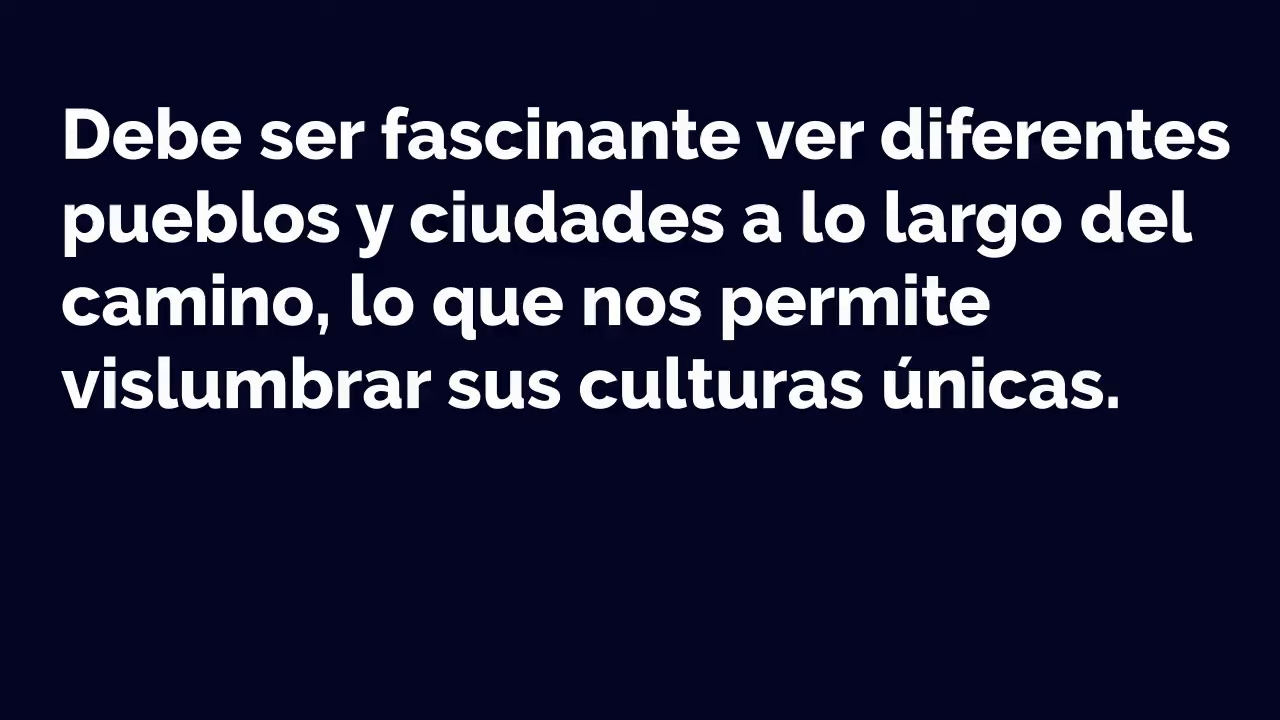 Debe ser fascinante ver diferentes
pueblos y ciudades a lo largo del
camino, lo que nos permite
vislumbrar sus culturas únicas.